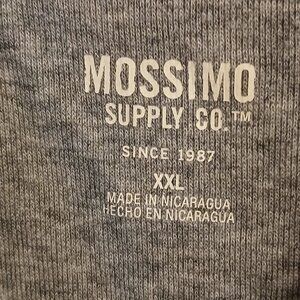 MOSSIMO
SUPPLY CO.™
SINCE 1987
XXL
MADE IN NICARAGUA
HECHO EN NICARAGUA